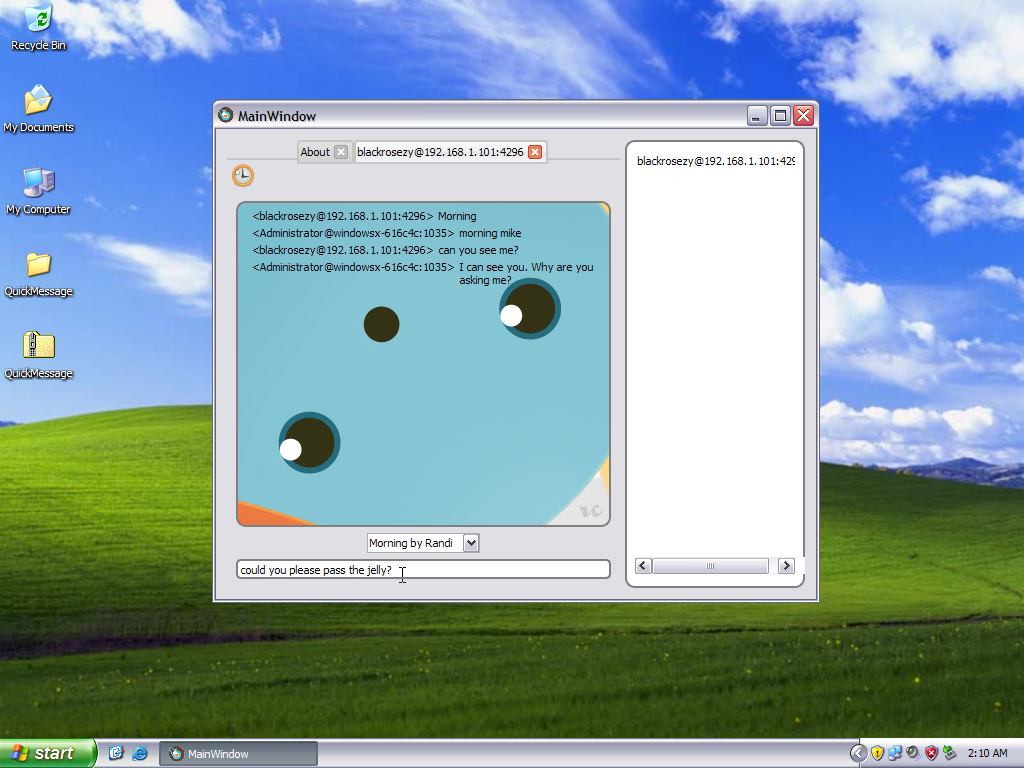 Recycle Bin
My Documents
My Computer
QuickMessage
QuickMessage
MainWindow
About
blackrosezy@192.168.1.101:4296
blackrosezy@192.168.1.101:429
<blackrosezy@192.168.1.101:4296> Morning
<Administrator@windowsx-616c4c:1035> morning mike
<blackrosezy@192.168.1.101:4296> can you see me?
<Administrator@windowsx-616c4c:1035> I can see you. Why are you
asking me?
rc
Morning by Randi
could you please pass the jelly?
start
MainWindow
2:10 AM